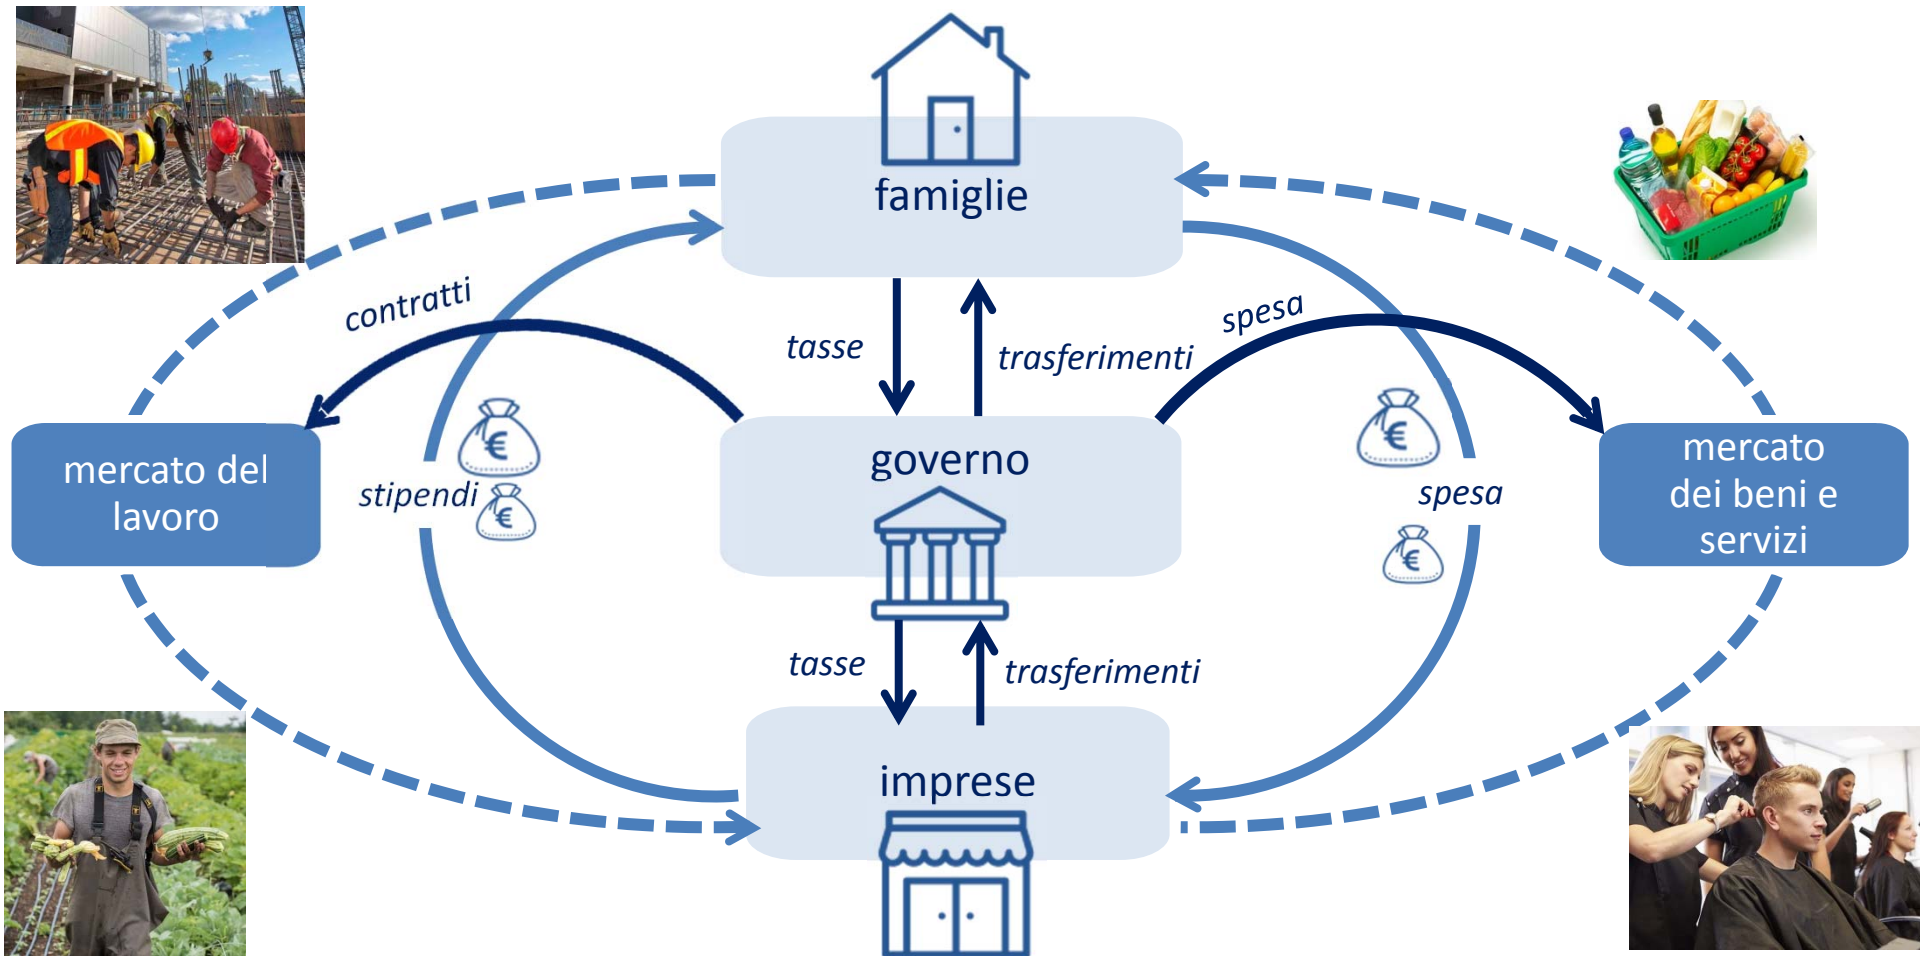 famiglie
contratti
spesa
tasse
trasferimenti
mercato del
lavoro
stipendi
€
€
governo
€
€
spesa
mercato
dei beni e
servizi
tasse
trasferimenti
imprese